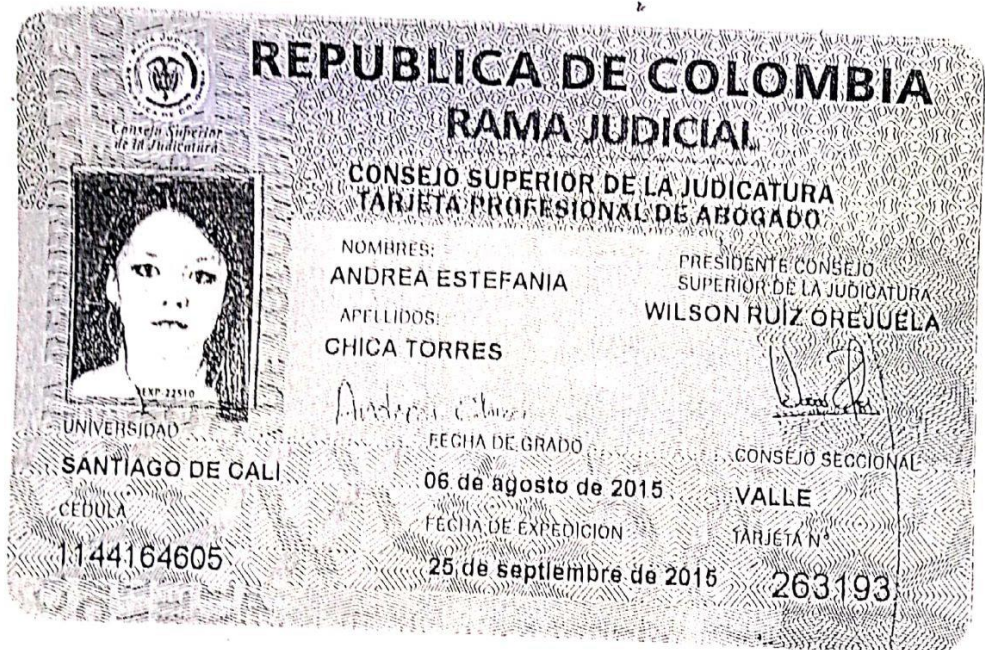 Consejo Superior
de la Judicatura
REPUBLICA DE COLOMBIA
RAMA JUDICIAL
CONSEJO SUPERIOR DE LA JUDICATURA
TARJETA PROFESIONAL DE ABOGADO
NOMBRES:
ANDREA ESTEFANIA
APELLIDOS:
CHICA TORRES
PRESIDENTE CONSEJO
SUPERIOR DE LA JUDICATURA
WILSON RUIZ OREJUELA
EXP 22510
UNIVERSIDAD
SANTIAGO DE CALI
CEDULA
1144164605
FECHA DE GRADO
06 de agosto de 2015
FECHA DE EXPEDICION
25 de septiembre de 2015
CONSEJO SECCIONAL
VALLE
TARJETA Nº
263193